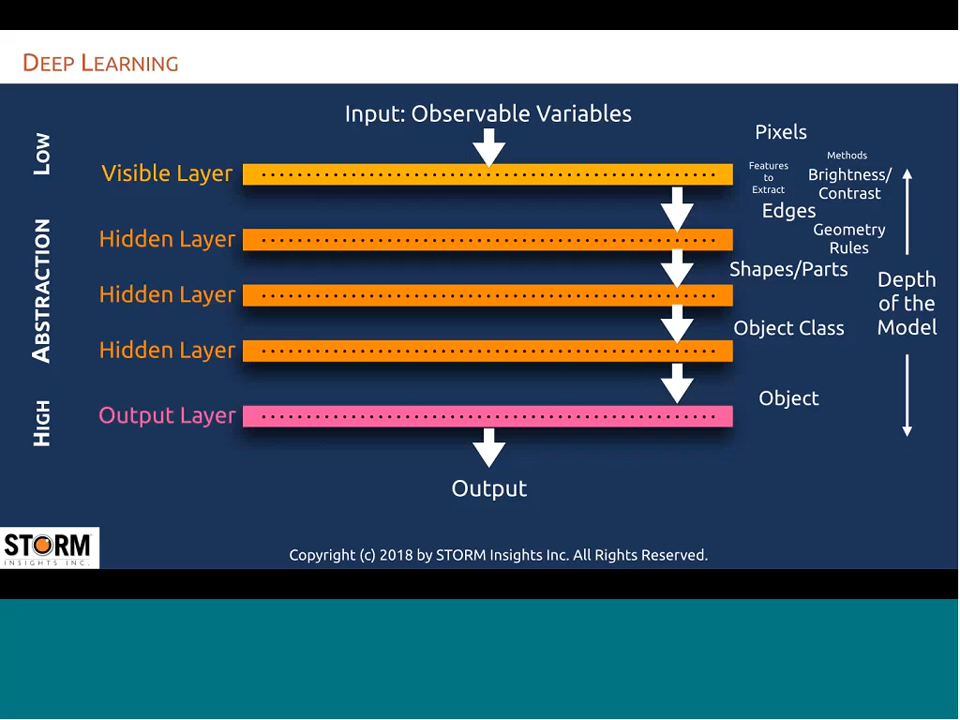 DEEP LEARNING
Input: Observable Variables
LOW
ABSTRACTION
HIGH
Visible Layer
Hidden Layer
Hidden Layer
Hidden Layer
Output Layer
Output
Pixels
Features
to
Extract
Methods
Brightness/
Contrast
Edges
Geometry
Rules
Shapes/Parts
Object Class
Object
Depth
of the
Model
STORM
INSIGHTS INC.
Copyright (c) 2018 by STORM Insights Inc. All Rights Reserved.